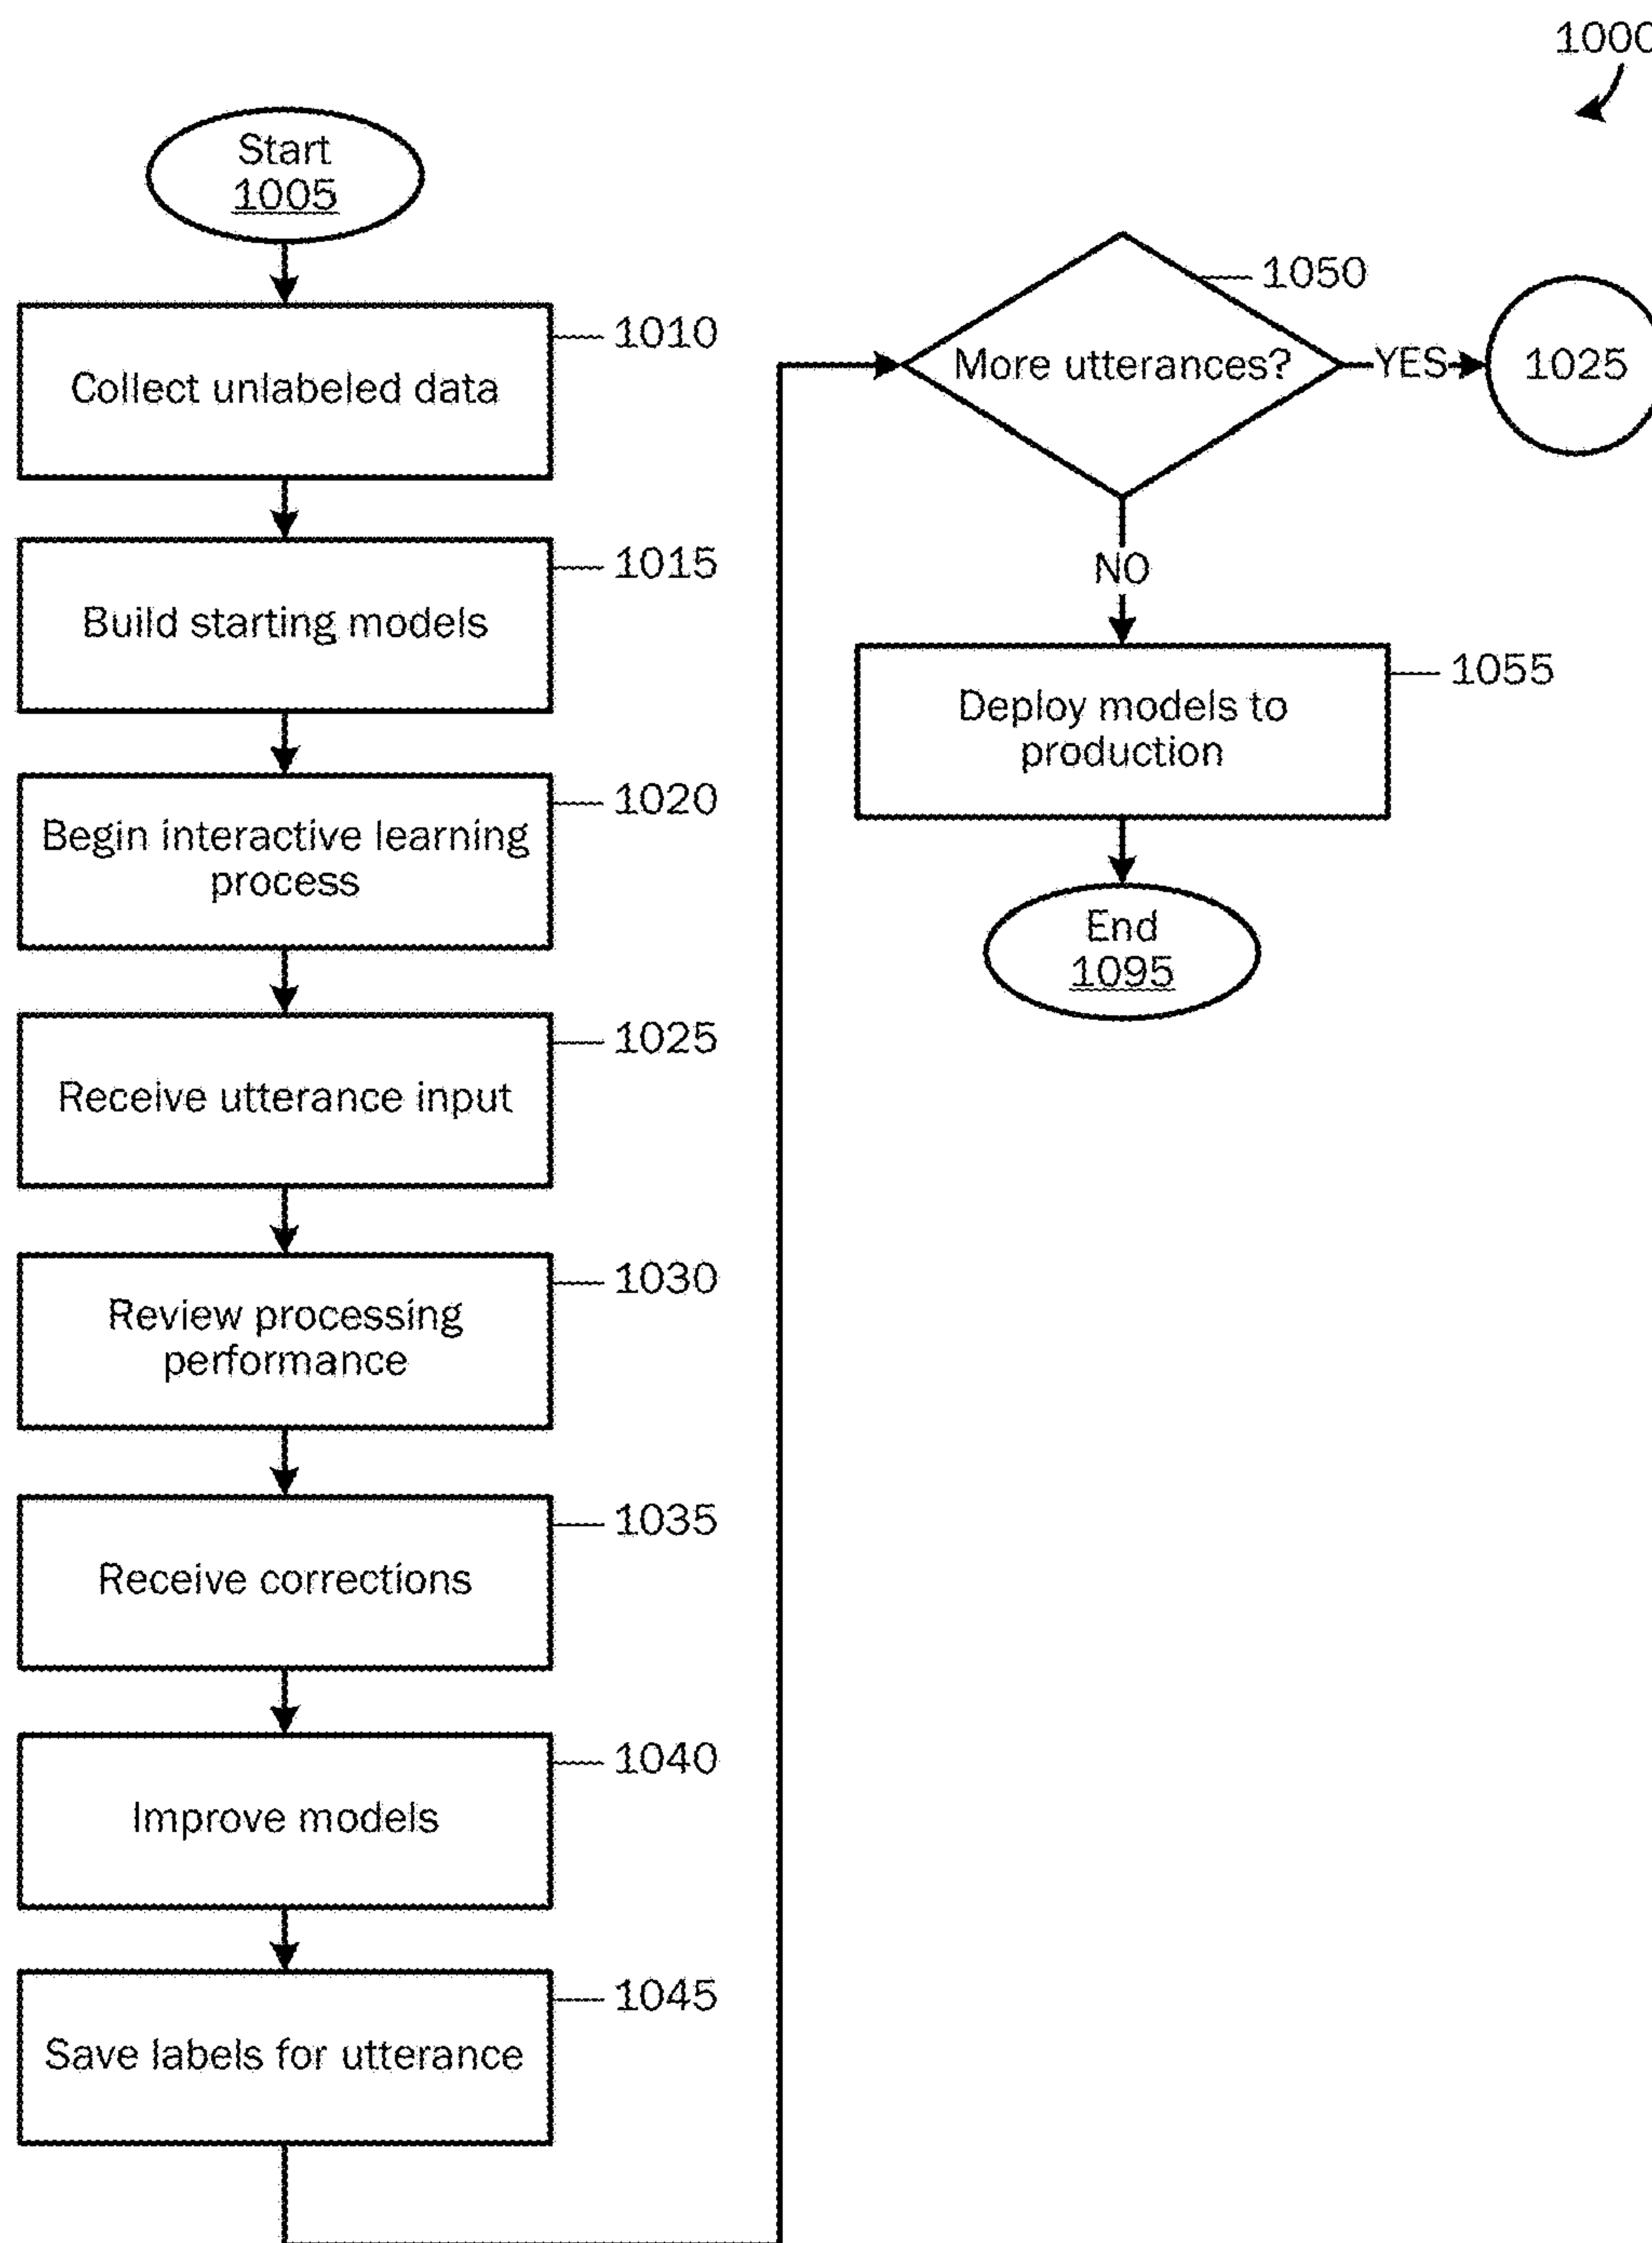 1000
Start
1005
Collect unlabeled data
1010
Build starting models
1015
Begin interactive learning
process
1020
Receive utterance input
1025
Review processing
performance
1030
Receive corrections
1035
Improve models
1040
Save labels for utterance
1045
More utterances?
1050
YES
1025
NO
Deploy models to
production
1055
End
1095